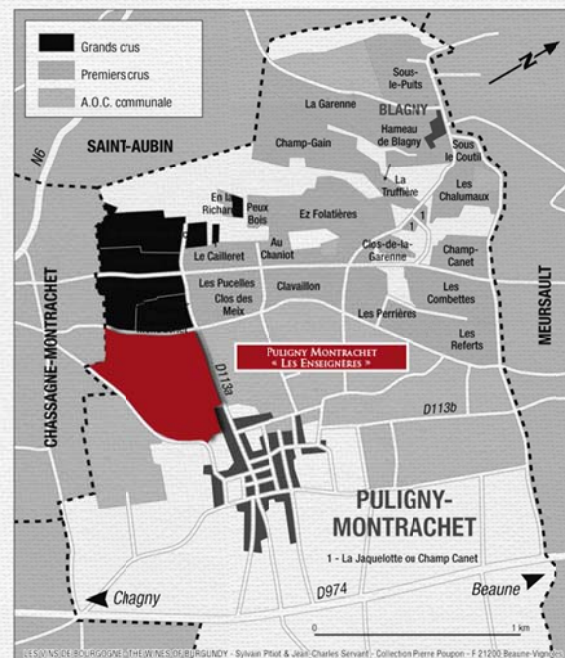 Grands crus
Premiers crus
A.O.C. communale
N
N6
SAINT-AUBIN
Sous-
le-Puits
La Garenne
BLAGNY
Hameau
de Blagny
Champ-Gain
Sous
le Coutil
La
Truffière
Les
Chalumaux
En la
Richarde
Peux
Bois
Ez Folatières
1
1
Au
Chaniot
Le Cailleret
Clos-de-la-
Garenne
Champ-
Canet
Les Pucelles
Clavaillon
Clos des
Meix
Les
Combettes
Les Perrières
Les
Referts
MEURSAULT
CHASSAGNE-MONTRACHET
PULIGNY MONTRACHET
« LES ENSEIGNÈRES »
D113a
D113b
PULIGNY-
MONTRACHET
1 - La Jaquelotte ou Champ Canet
D974
Chagny
Beaune
0
1 km
LES VINS DE BOURGOGNE/THE WINES OF BURGUNDY - Sylvain Pitiot & Jean-Charles Servant - Collection Pierre Poupon - F 21200 Beaune-Vignoles